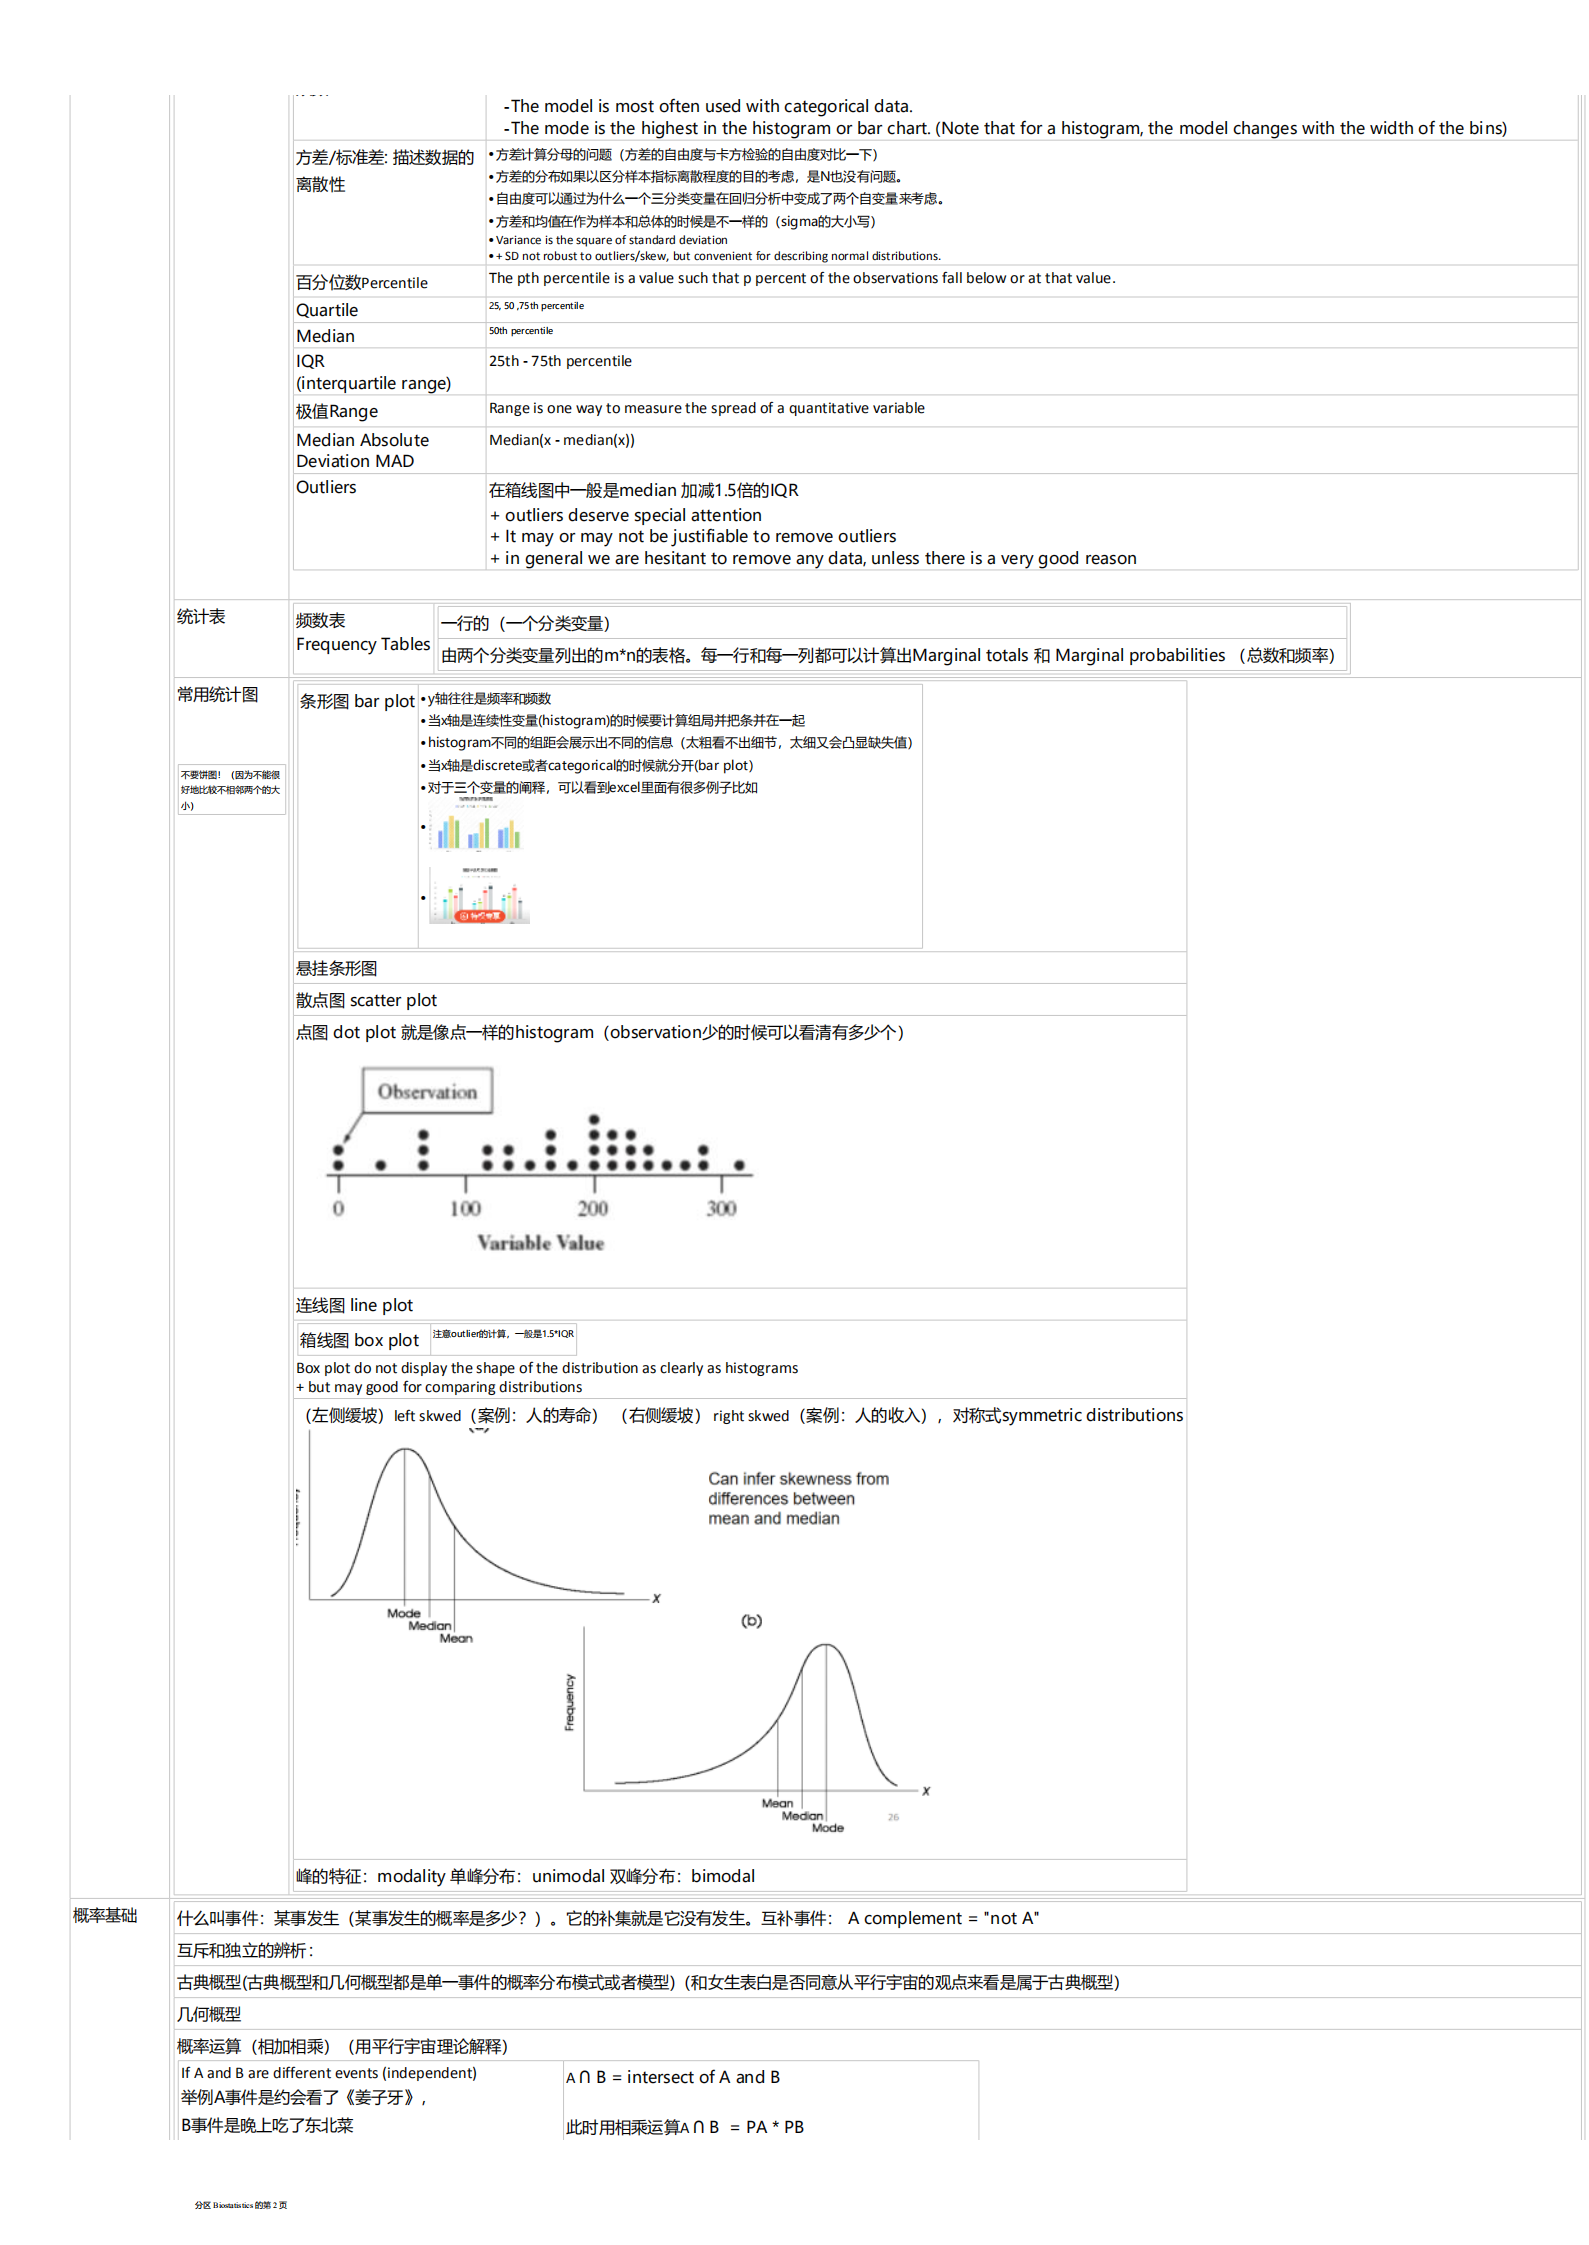 -The model is most often used with categorical data.
-The mode is the highest in the histogram or bar chart. (Note that for a histogram, the model changes with the width of the bins)
方差/标准差: 描述数据的
离散性
•方差计算分母的问题（方差的自由度与卡方检验的自由度对比一下）
•方差的分布如果以区分样本指标离散程度的目的考虑，是N也没有问题。
•自由度可以通过为什么一个三分类变量在回归分析中变成了两个自变量来考虑。
•方差和均值在作为样本和总体的时候是不一样的（sigma的大小写）
•Variance is the square of standard deviation
•+ SD not robust to outliers/skew, but convenient for describing normal distributions.
百分位数Percentile
The pth percentile is a value such that p percent of the observations fall below or at that value.
Quartile
25, 50 ,75th percentile
Median
50th percentile
IQR
(interquartile range)
25th - 75th percentile
极值Range
Range is one way to measure the spread of a quantitative variable
Median Absolute
Deviation MAD
Median(x - median(x))
Outliers
在箱线图中一般是median 加减1.5倍的IQR
+ outliers deserve special attention
+ It may or may not be justifiable to remove outliers
+ in general we are hesitant to remove any data, unless there is a very good reason
统计表
频数表
Frequency Tables
一行的（一个分类变量）
由两个分类变量列出的m*n的表格。每一行和每一列都可以计算出Marginal totals 和 Marginal probabilities （总数和频率）
常用统计图
不要饼图！（因为不能很
好地比较不相邻两个的大
小）
条形图 bar plot
•y轴往往是频率和频数
•当x轴是连续性变量(histogram)的时候要计算组局并把条并在一起
•histogram不同的组距会展示出不同的信息（太粗看不出细节，太细又会凸显缺失值）
•当x轴是discrete或者categorical的时候就分开(bar plot)
•对于三个变量的阐释，可以看到excel里面有很多例子比如
悬挂条形图
散点图 scatter plot
点图 dot plot 就是像点一样的histogram（observation少的时候可以看清有多少个）
Observation
0 100 200 300
Variable Value
连线图 line plot
箱线图 box plot
注意outlier的计算，一般是1.5*IQR
Box plot do not display the shape of the distribution as clearly as histograms
+ but may good for comparing distributions
（左侧缓坡）left skwed（案例：人的寿命） （右侧缓坡）right skwed（案例：人的收入），对称式symmetric distributions
Can infer skewness from
differences between
mean and median
X
Mode
Median
Mean
(b)
Frequency
X
Mean
Median
Mode
26
峰的特征：modality 单峰分布：unimodal 双峰分布：bimodal
概率基础
什么叫事件：某事发生（某事发生的概率是多少？）。它的补集就是它没有发生。互补事件： A complement = "not A"
互斥和独立的辨析：
古典概型(古典概型和几何概型都是单一事件的概率分布模式或者模型)（和女生表白是否同意从平行宇宙的观点来看是属于古典概型）
几何概型
概率运算（相加相乘）（用平行宇宙理论解释）
If A and B are different events (independent)
举例A事件是约会看了《姜子牙》,
B事件是晚上吃了东北菜
A ∩ B = intersect of A and B
此时用相乘运算A ∩ B = PA * PB
分区 Biostatistics 的第 2 页